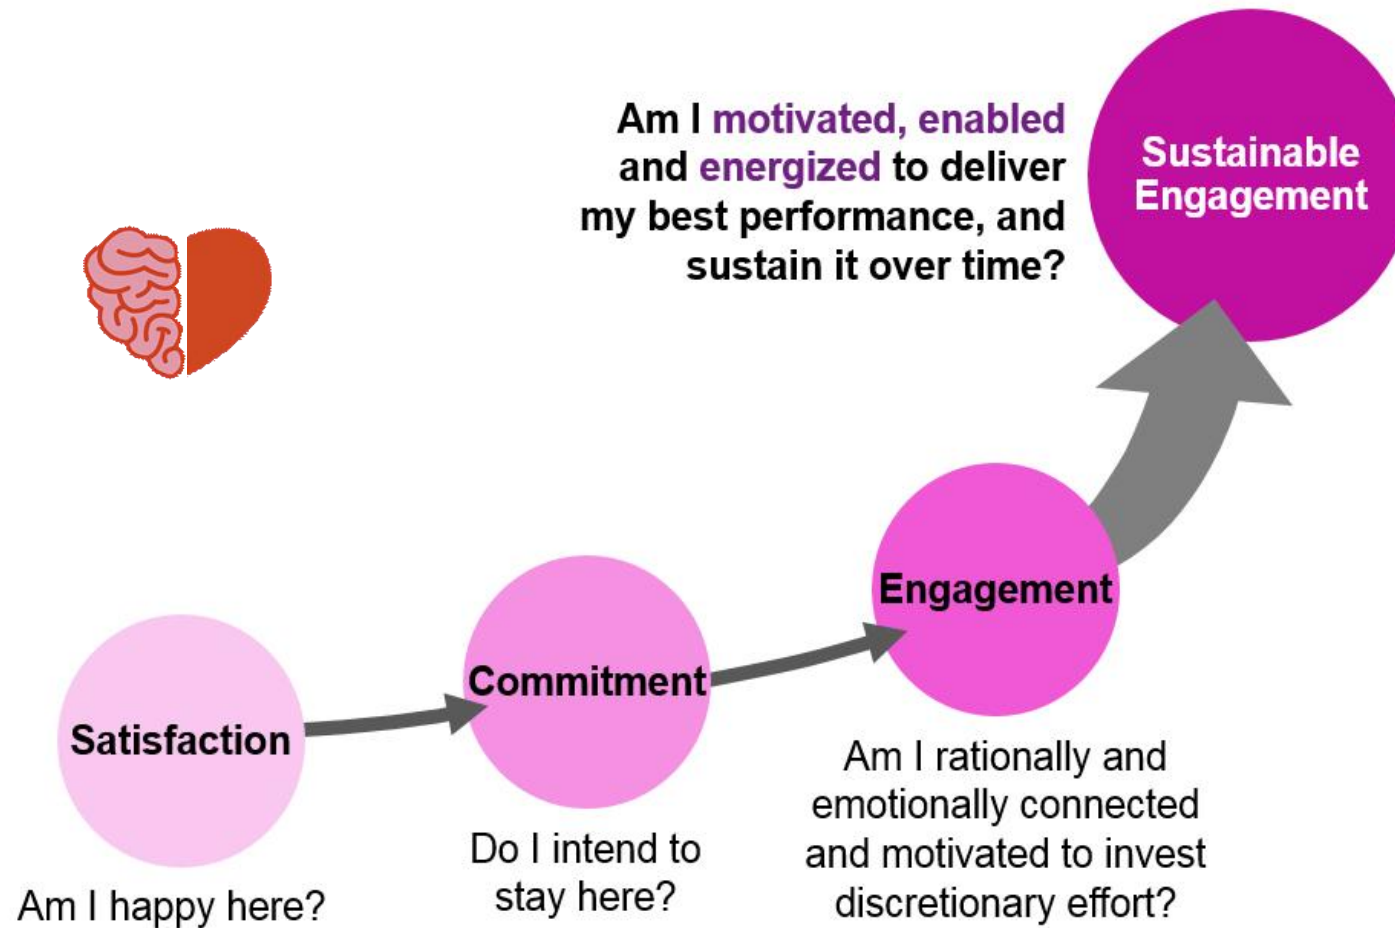 Am I motivated, enabled
and energized to deliver
my best performance, and
sustain it over time?
Sustainable
Engagement
Engagement
Commitment
Satisfaction
Am I rationally and
emotionally connected
and motivated to invest
discretionary effort?
Do I intend to
stay here?
Am I happy here?